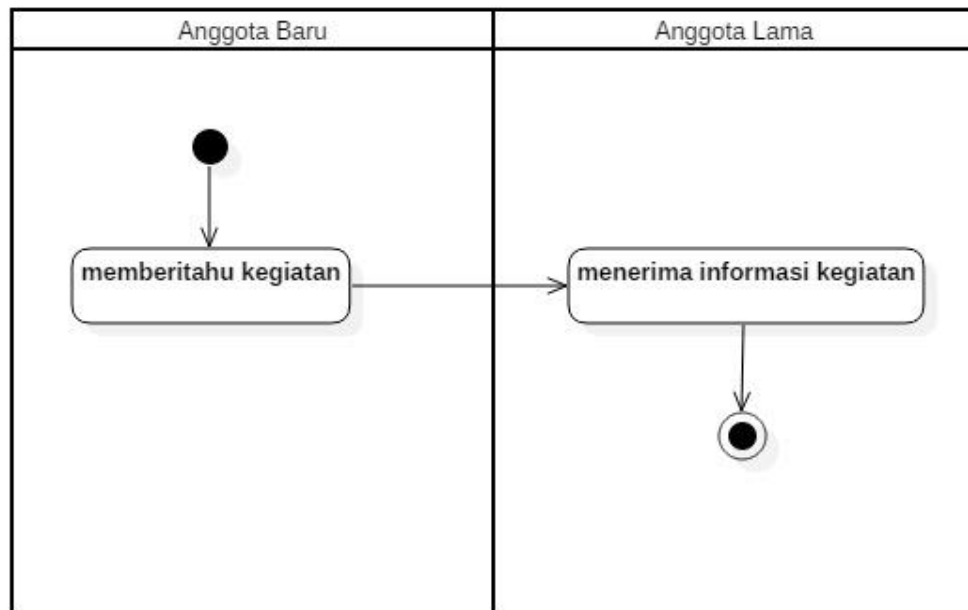 Anggota Baru
Anggota Lama
memberitahu kegiatan
menerima informasi kegiatan